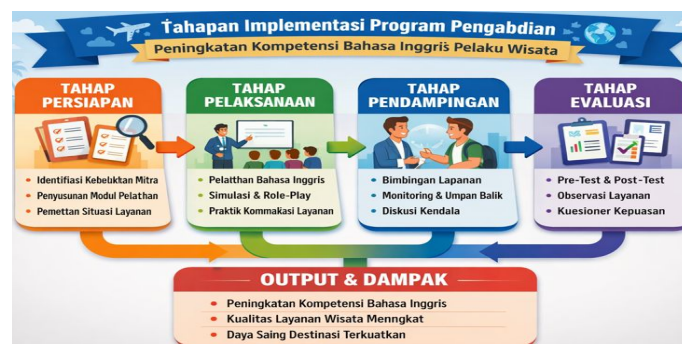 Tahapan Implementasi Program Pengabdian
Peningkatan Kompetensi Bahasa Inggris Pelaku Wisata
TAHAP
PERSIAPAN
• Identifiasi Kebelukkan Mitra
• Penyusunan Modul Pelathan
• Pemettan Situasi Layanan
TAHAP
PELAKSANAAN
• Pelatthan Bahasa Inggris
• Simulasi & Role-Play
• Praktik Kommakasi Layanan
TAHAP
PENDAMPINGAN
• Bimbingan Lapanan
• Monitoring & Umpan Balik
• Diskusi Kendala
TAHAP
EVALUASI
• Pre-Test & Post-Test
• Observasi Layanan
• Kuesioner Kepuasan
OUTPUT & DAMPAK
• Peningkatan Kompetensi Bahasa Inggris
• Kualitas Layanan Wisata Menngkat
• Daya Saing Destinasi Terkuatkan